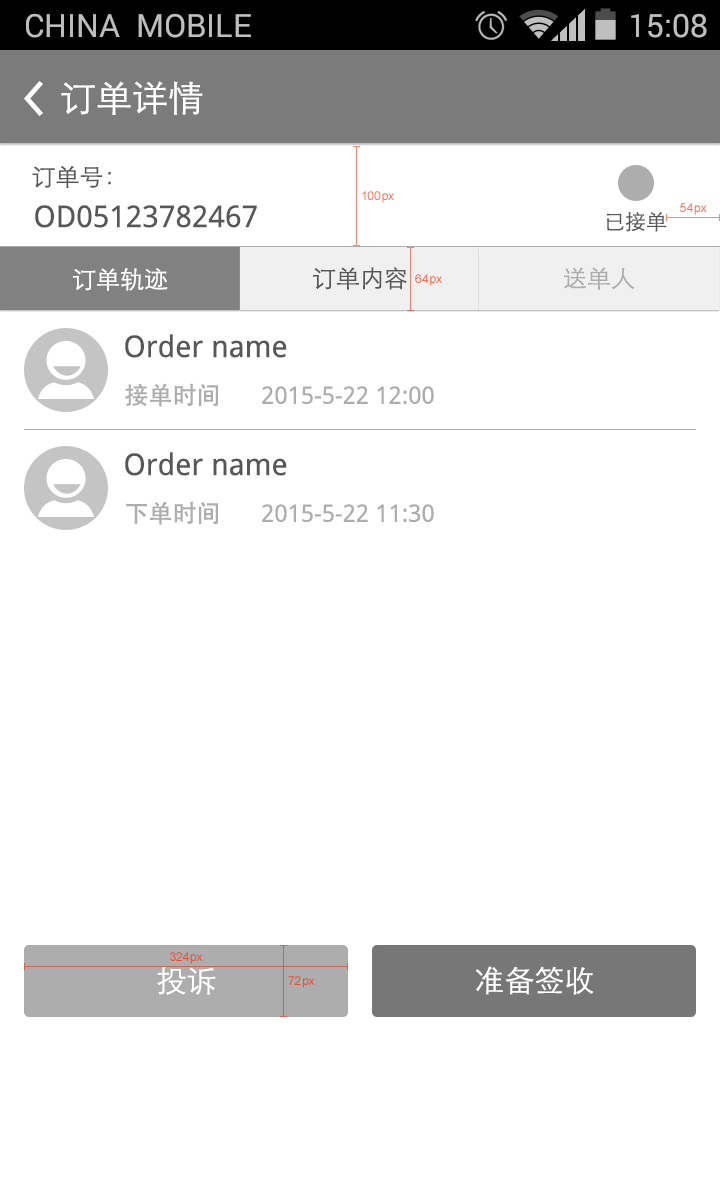 CHINA MOBILE 15:08
订单详情
订单号：
OD05123782467
100px
已接单
54px
订单轨迹
订单内容
64px
送单人
Order name
接单时间 2015-5-22 12:00
Order name
下单时间 2015-5-22 11:30
324px
投诉
72px
准备签收